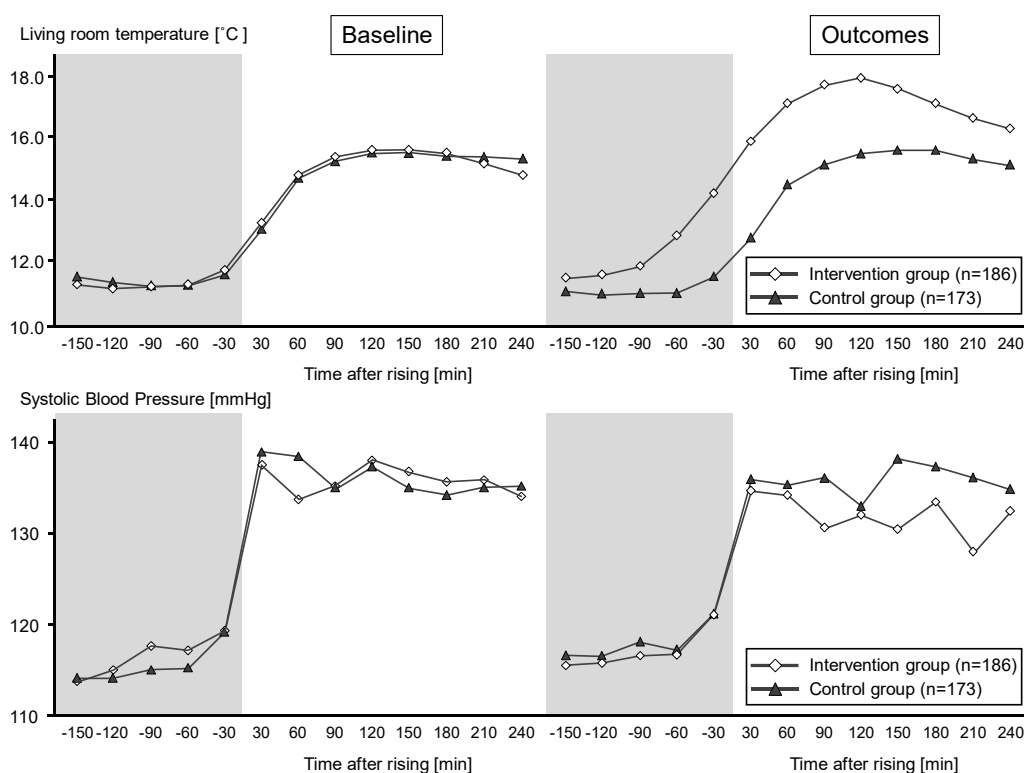 Living room temperature [˚C ]
Baseline
Outcomes
18.0
16.0
14.0
12.0
10.0
Intervention group (n=186)
Control group (n=173)
-150 -120 -90 -60 -30 30 60 90 120 150 180 210 240
-150 -120 -90 -60 -30 30 60 90 120 150 180 210 240
Time after rising [min]
Time after rising [min]
Systolic Blood Pressure [mmHg]
140
130
120
110
Intervention group (n=186)
Control group (n=173)
-150 -120 -90 -60 -30 30 60 90 120 150 180 210 240
-150 -120 -90 -60 -30 30 60 90 120 150 180 210 240
Time after rising [min]
Time after rising [min]